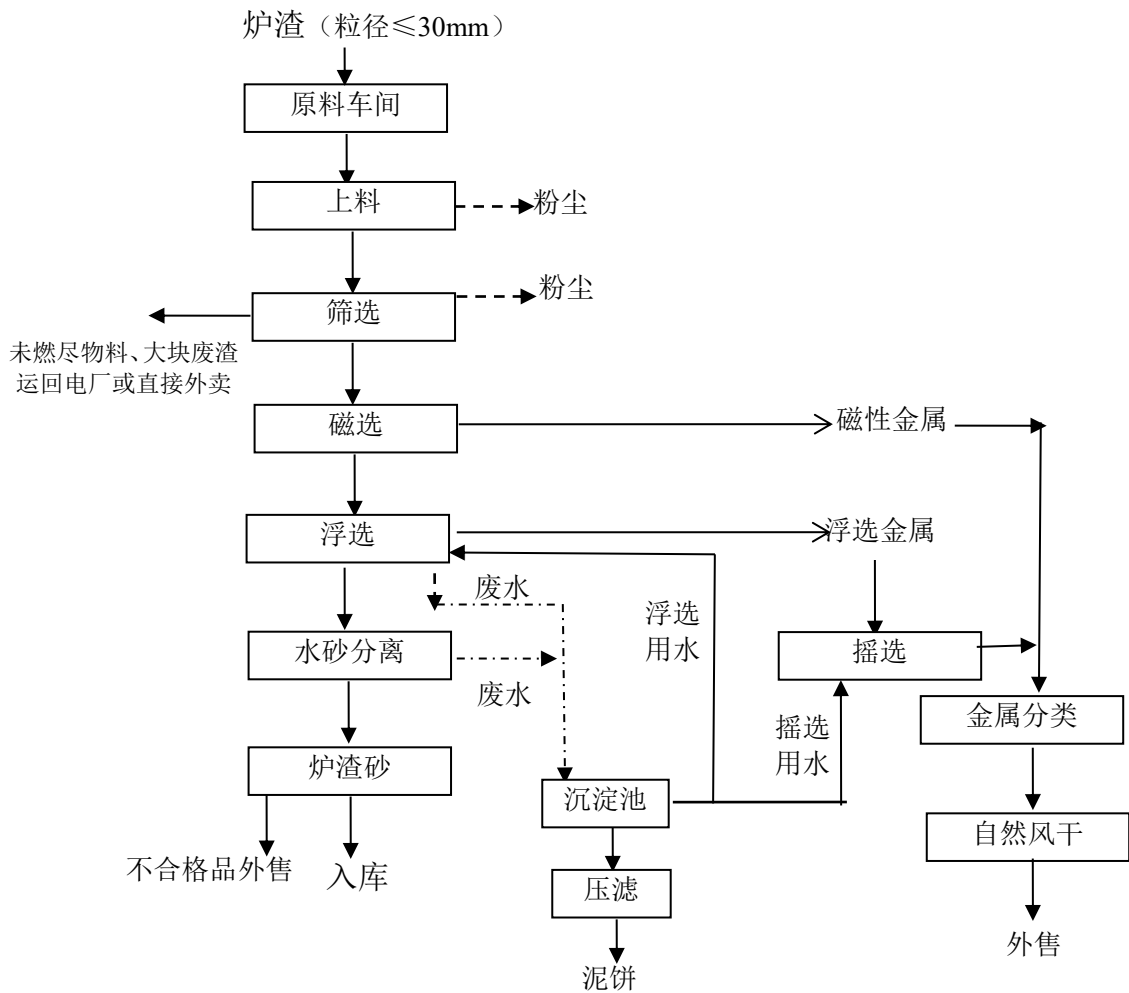 炉渣（粒径≤30mm）
原料车间
上料
粉尘
筛选
粉尘
未燃尽物料、大块废渣
运回电厂或直接外卖
磁选
磁性金属
浮选
浮选金属
废水
浮选
用水
水砂分离
废水
摇选
摇选
用水
金属分类
炉渣砂
沉淀池
自然风干
不合格品外售
入库
压滤
外售
泥饼